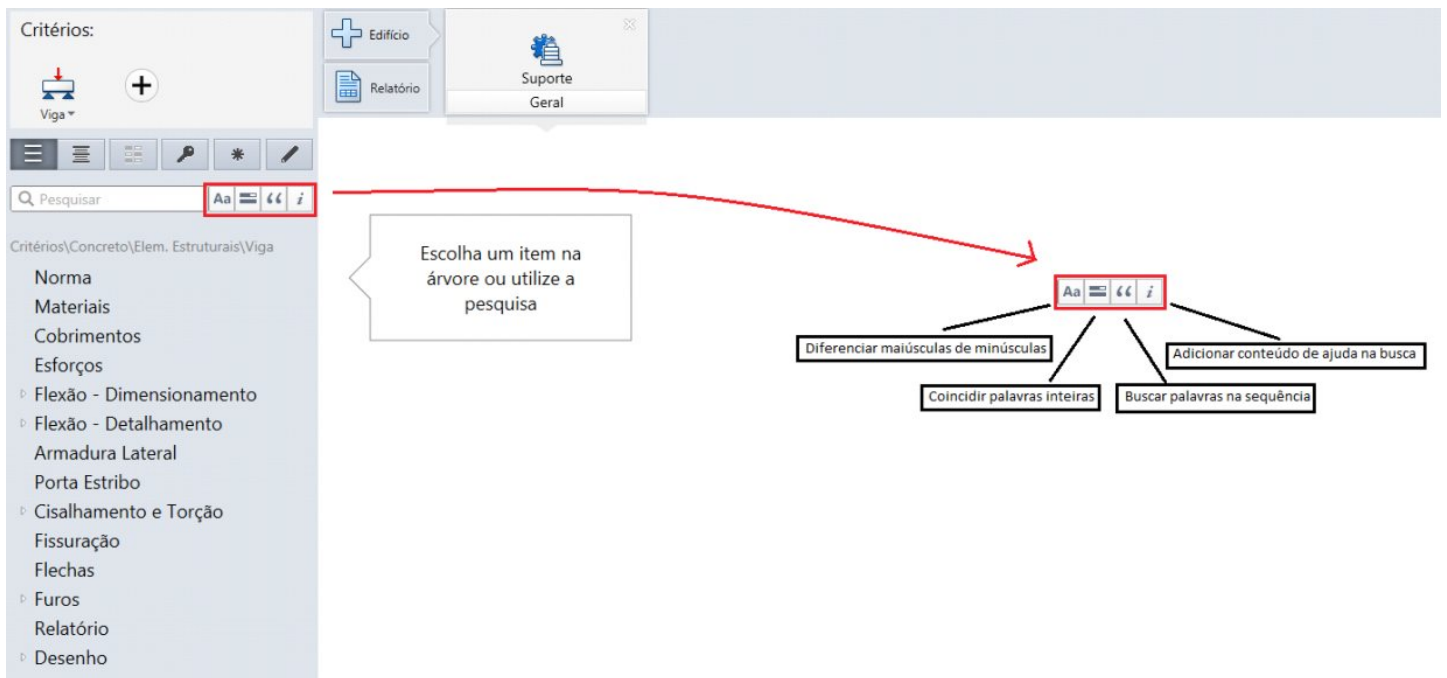 Critérios:
Viga
Edifício
Relatório
Suporte
Geral
Pesquisar
Aa
“
i
Critérios\Concreto\Elem. Estruturais\Viga
Norma
Materiais
Cobrimentos
Esforços
Flexão - Dimensionamento
Flexão - Detalhamento
Armadura Lateral
Porta Estribo
Cisalhamento e Torção
Fissuração
Flechas
Furos
Relatório
Desenho
Escolha um item na
árvore ou utilize a
pesquisa
Aa
“
i
Diferenciar maiúsculas de minúsculas
Adicionar conteúdo de ajuda na busca
Coincidir palavras inteiras
Buscar palavras na sequência